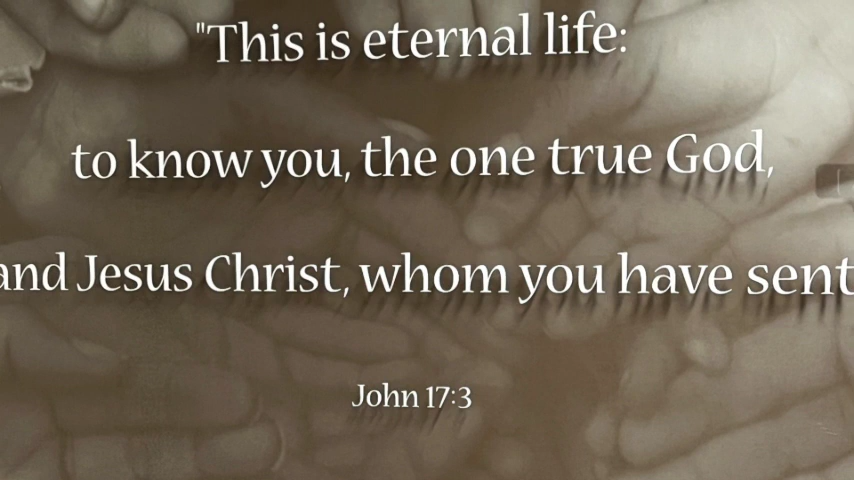 "This is eternal life:
to know you, the one true God,
and Jesus Christ, whom you have sent
John 17:3